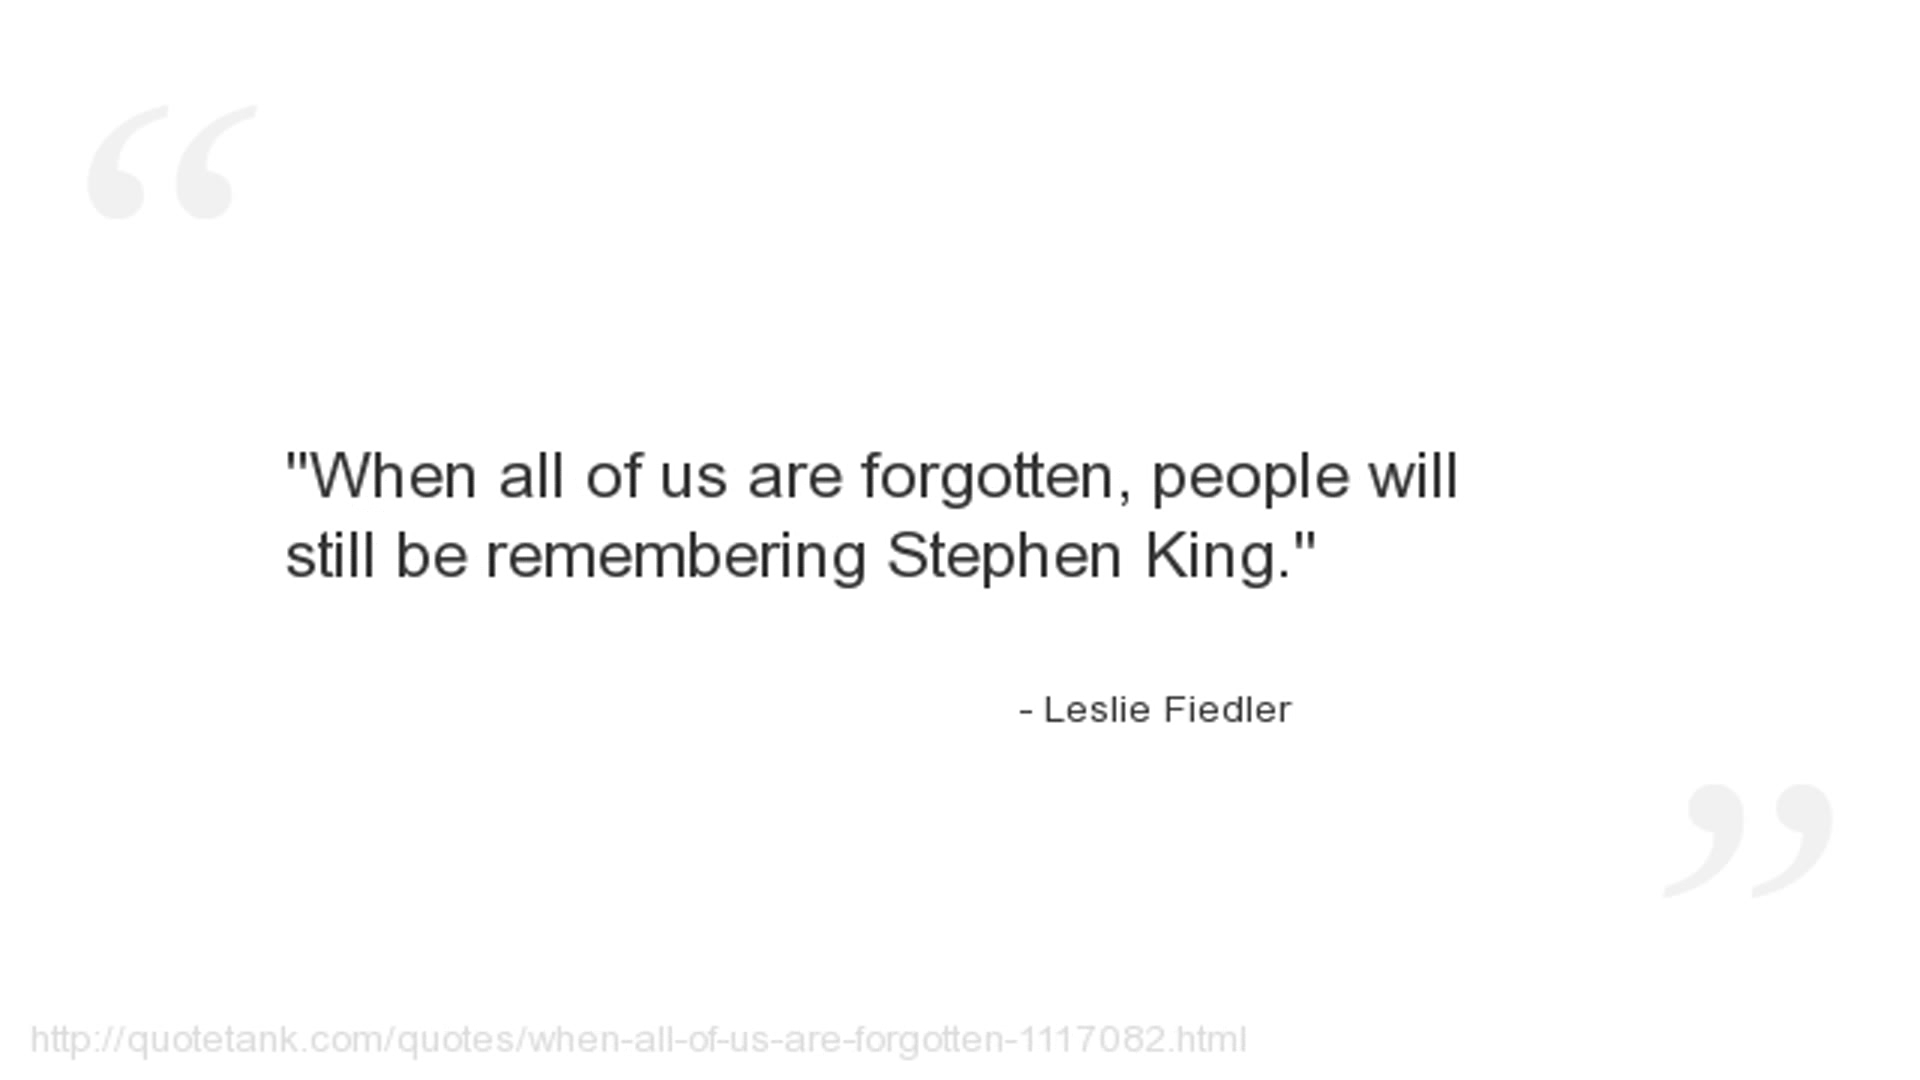 "When all of us are forgotten, people will
still be remembering Stephen King."
- Leslie Fiedler
http://quotetank.com/quotes/when-all-of-us-are-forgotten-1117082.html